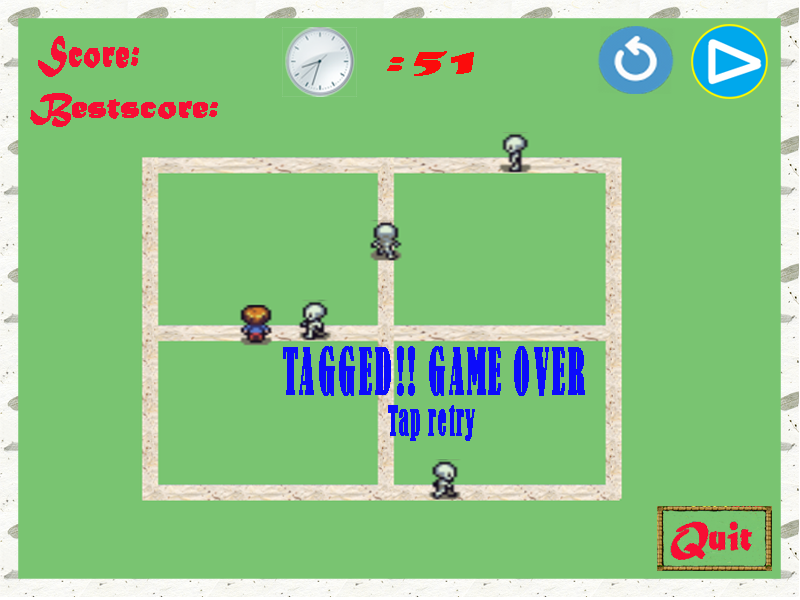 Score:
= 51
Bestscore:
TAGGED!! GAME OVER
Tap retry
Quit